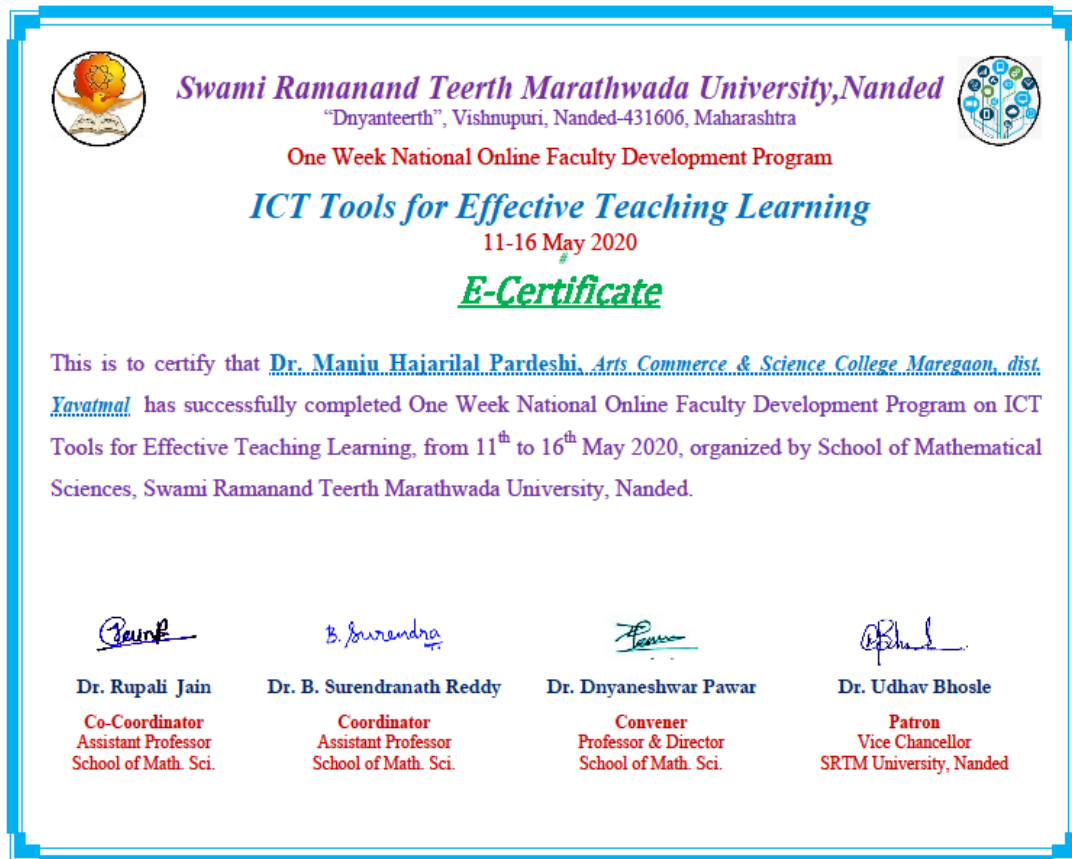 Swami Ramanand Teerth Marathwada University,Nanded
“Dnyanteerth”, Vishnupuri, Nanded-431606, Maharashtra
One Week National Online Faculty Development Program
ICT Tools for Effective Teaching Learning
11-16 May 2020
#
E-Certificate
This is to certify that Dr. Manju Hajarilal Pardeshi, Arts Commerce & Science College Maregaon, dist.
Yavatmal has successfully completed One Week National Online Faculty Development Program on ICT
Tools for Effective Teaching Learning, from 11th to 16th May 2020, organized by School of Mathematical
Sciences, Swami Ramanand Teerth Marathwada University, Nanded.
B. Surendra
Dr. Rupali Jain Dr. B. Surendranath Reddy Dr. Dnyaneshwar Pawar Dr. Udhav Bhosle
Co-Coordinator Coordinator Convener Patron
Assistant Professor Assistant Professor Professor & Director Vice Chancellor
School of Math. Sci. School of Math. Sci. School of Math. Sci. SRTM University, Nanded